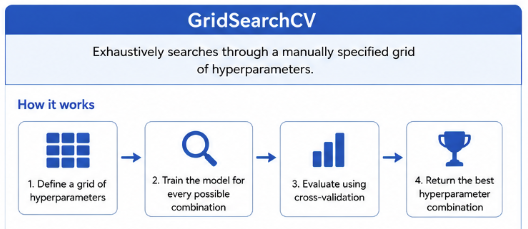 GridSearchCV
Exhaustively searches through a manually specified grid
of hyperparameters.
How it works
1. Define a grid of
hyperparameters
2. Train the model for
every possible
combination
3. Evaluate using
cross-validation
4. Return the best
hyperparameter
combination